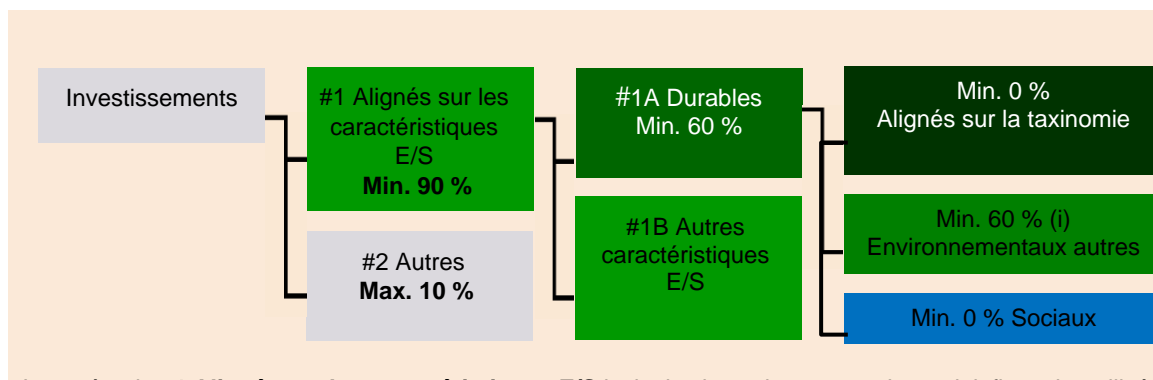 Investissements
#1 Alignés sur les
caractéristiques
E/S
Min. 90 %
#2 Autres
Max. 10 %
#1A Durables
Min. 60 %
#1B Autres
caractéristiques
E/S
Min. 0 %
Alignés sur la taxinomie
Min. 60 % (i)
Environnementaux autres
Min. 0 % Sociaux